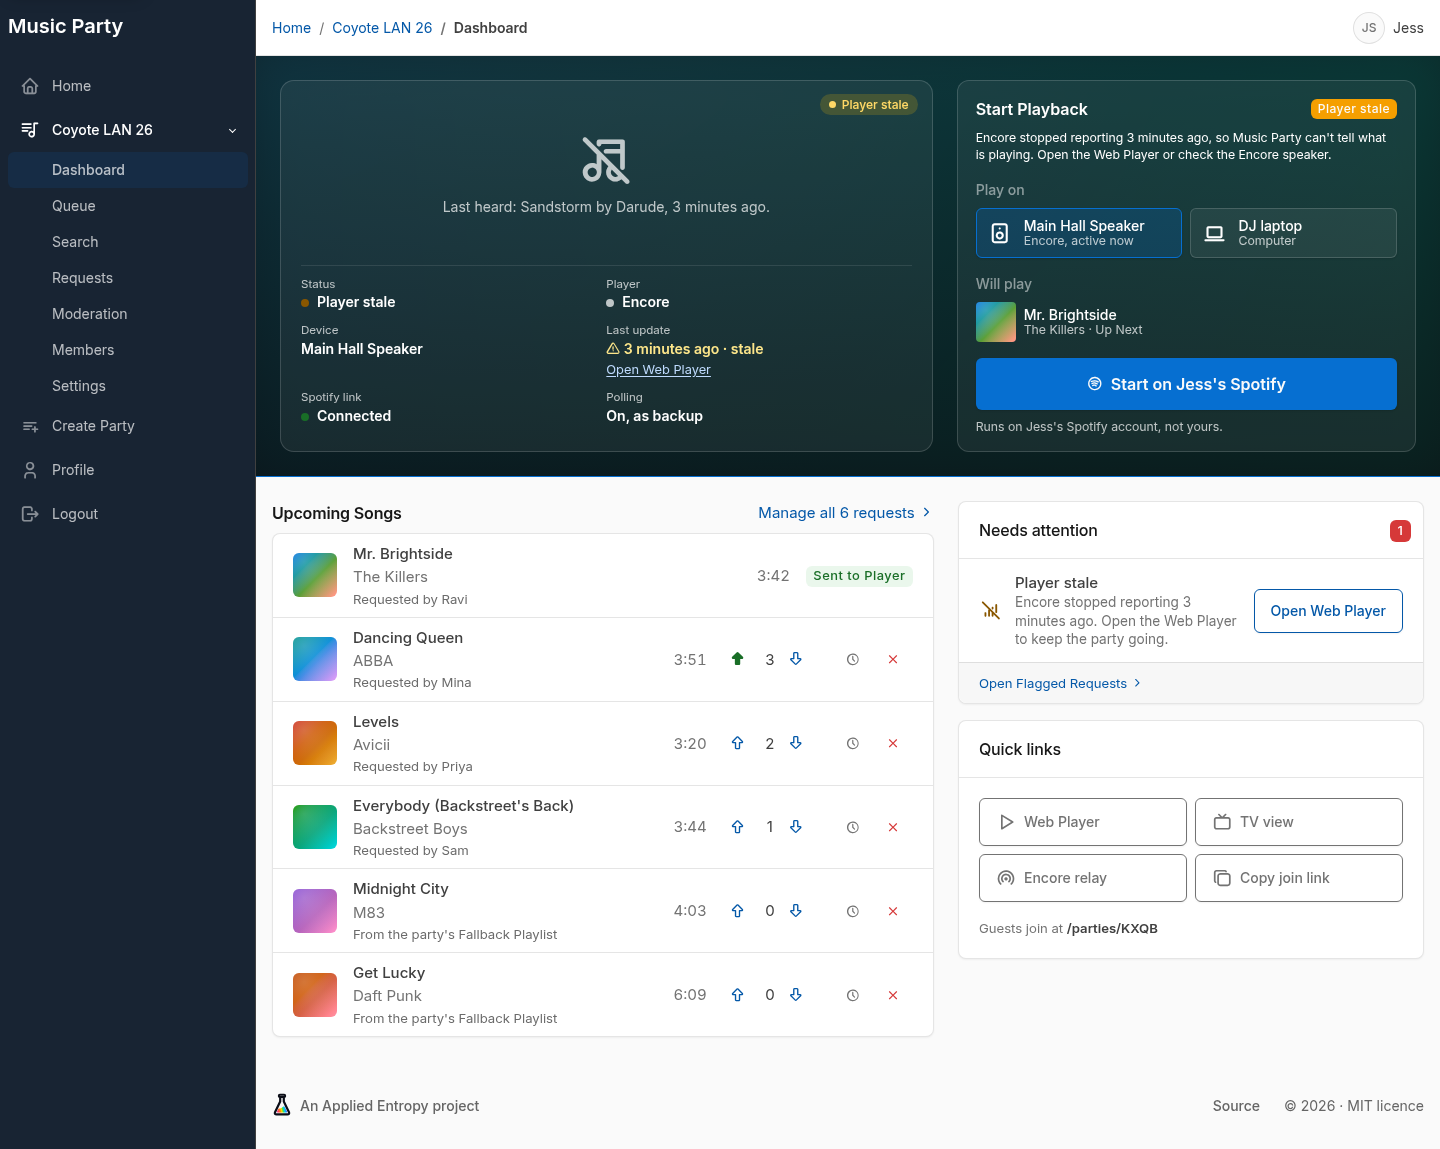 Music Party
Home
Coyote LAN 26
Dashboard
Queue
Search
Requests
Moderation
Members
Settings
Create Party
Profile
Logout
Home / Coyote LAN 26 / Dashboard
JS Jess
Player stale
Last heard: Sandstorm by Darude, 3 minutes ago.
Status
Player stale
Player
Encore
Device
Main Hall Speaker
Last update
3 minutes ago · stale
Open Web Player
Spotify link
Connected
Polling
On, as backup
Start Playback
Player stale
Encore stopped reporting 3 minutes ago, so Music Party can't tell what
is playing. Open the Web Player or check the Encore speaker.
Play on
Main Hall Speaker
Encore, active now
DJ laptop
Computer
Will play
Mr. Brightside
The Killers · Up Next
Start on Jess's Spotify
Runs on Jess's Spotify account, not yours.
Upcoming Songs
Manage all 6 requests
Mr. Brightside
The Killers
Requested by Ravi
3:42 Sent to Player
Dancing Queen
ABBA
Requested by Mina
3:51 3
Levels
Avicii
Requested by Priya
3:20 2
Everybody (Backstreet's Back)
Backstreet Boys
Requested by Sam
3:44 1
Midnight City
M83
From the party's Fallback Playlist
4:03 0
Get Lucky
Daft Punk
From the party's Fallback Playlist
6:09 0
Needs attention
1
Player stale
Encore stopped reporting 3
minutes ago. Open the Web Player
to keep the party going.
Open Web Player
Open Flagged Requests
Quick links
Web Player
TV view
Encore relay
Copy join link
Guests join at /parties/KXQB
An Applied Entropy project
Source
© 2026 · MIT licence